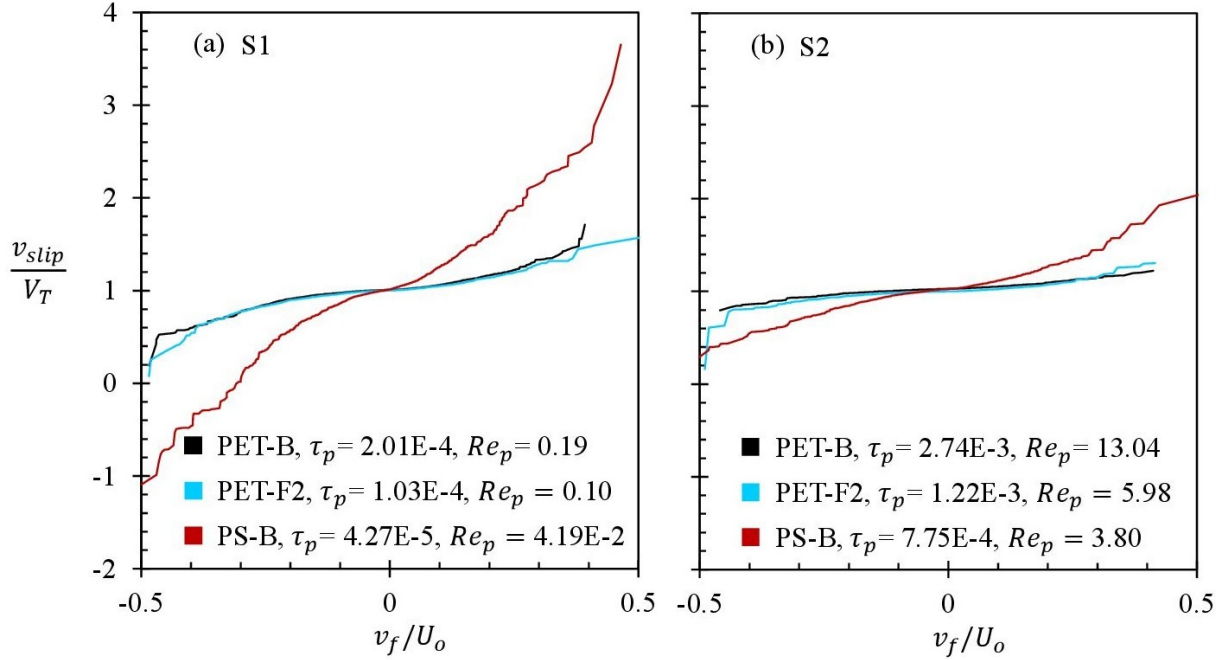 (a) S1
(b) S2
4
3
2
1
0
-1
-2
v_slip/V_T
PET-B, τ_p= 2.01E-4, Re_p= 0.19
PET-F2, τ_p= 1.03E-4, Re_p = 0.10
PS-B, τ_p= 4.27E-5, Re_p = 4.19E-2
PET-B, τ_p= 2.74E-3, Re_p= 13.04
PET-F2, τ_p= 1.22E-3, Re_p = 5.98
PS-B, τ_p= 7.75E-4, Re_p = 3.80
-0.5 0 0.5
-0.5 0 0.5
v_f/U_o
v_f/U_o